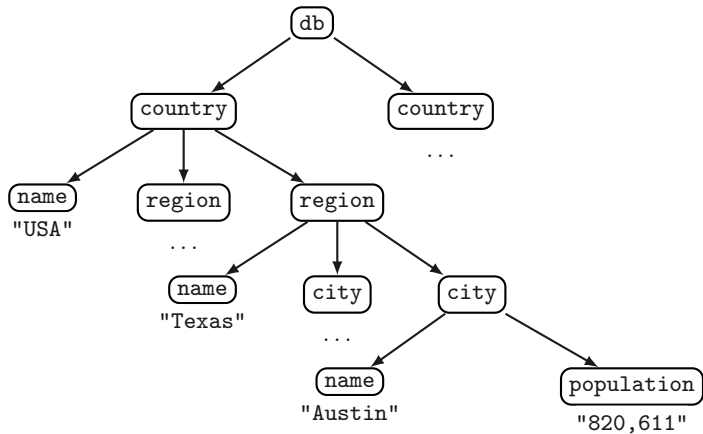 db
country
country
...
name
region
region
"USA"
...
name
city
city
"Texas"
...
name
population
"Austin"
"820,611"